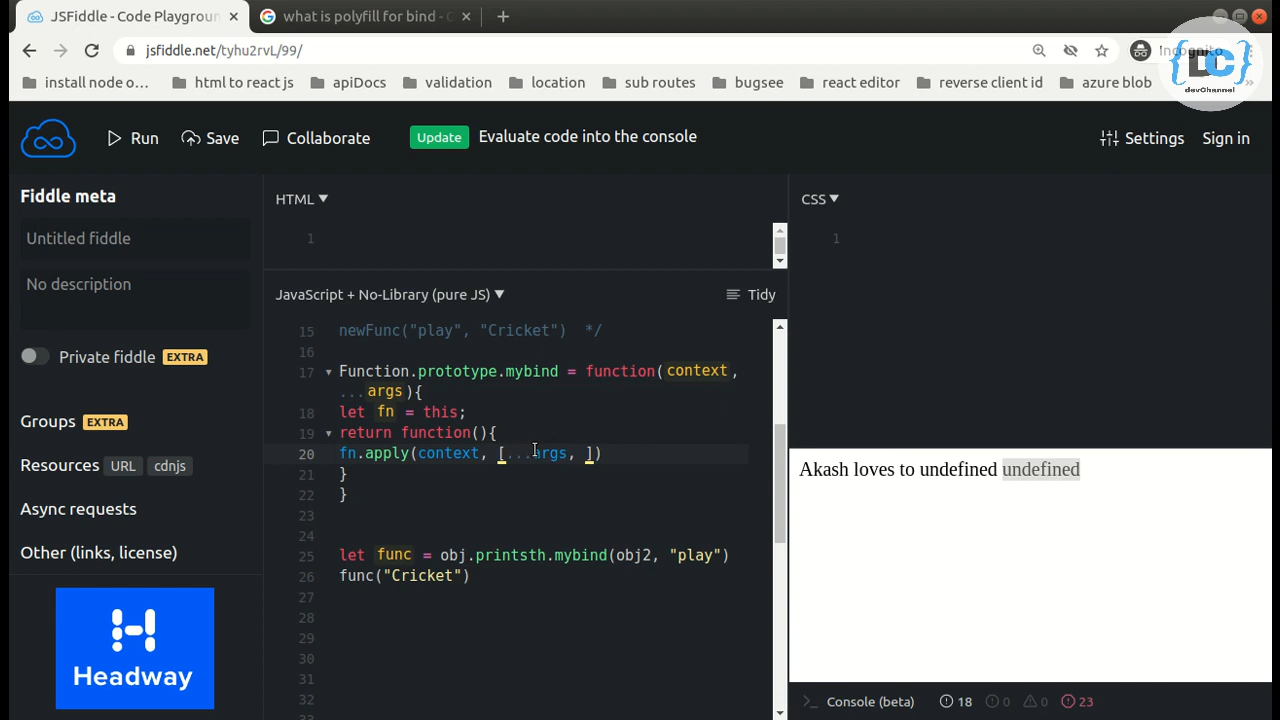 JSFiddle - Code Playgroun
what is polyfill for bind - G
jsfiddle.net/tyhu2rvL/99/
Incognito
DC
devChannel
install node o...
html to react js
apiDocs
validation
location
sub routes
bugsee
react editor
reverse client id
azure blob
Run
Save
Collaborate
Update
Evaluate code into the console
Settings
Sign in
Fiddle meta
Untitled fiddle
No description
Private fiddle EXTRA
Groups EXTRA
Resources URL cdnjs
Async requests
Other (links, license)
Headway
HTML
1
JavaScript + No-Library (pure JS)
Tidy
15 newFunc("play", "Cricket") */
16
17 Function.prototype.mybind = function(context,
...args){
18 let fn = this;
19 return function(){
20 fn.apply(context, [...args, ])
21 }
22 }
23
24
25 let func = obj.printsth.mybind(obj2, "play")
26 func("Cricket")
27
28
29
30
31
32
CSS
1
Akash loves to undefined undefined
Console (beta)
18
0
0
23